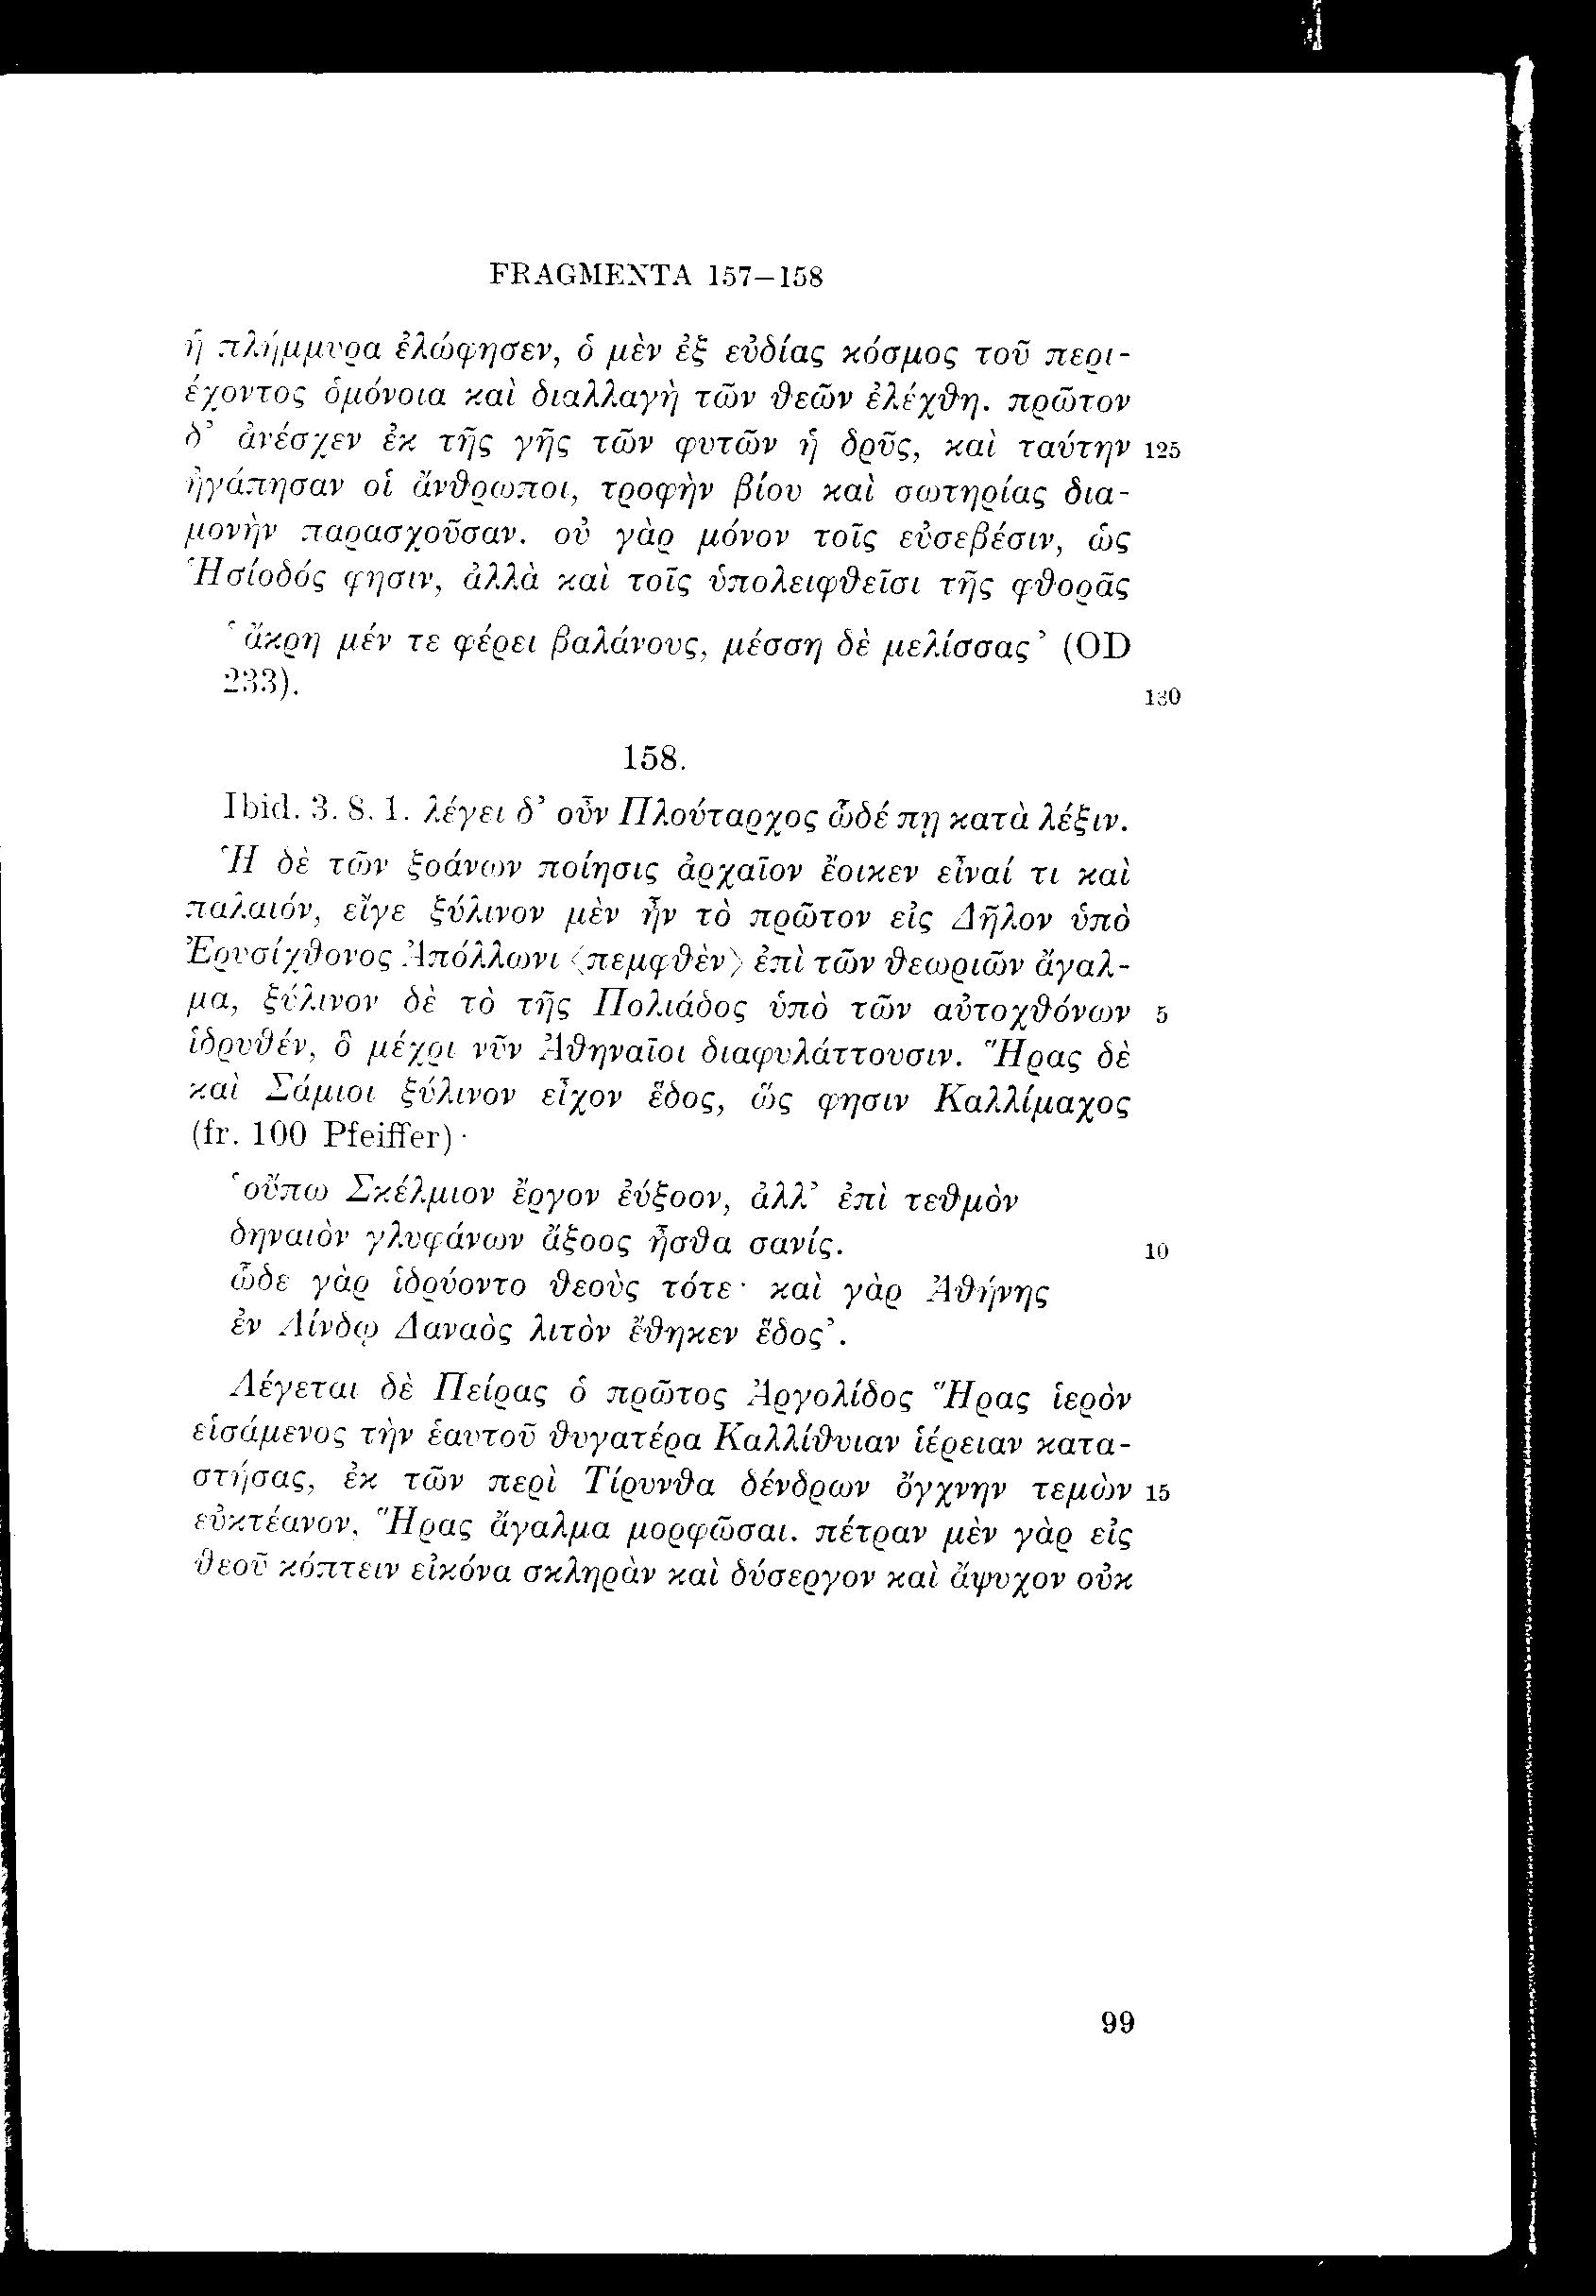 FRAGMENTA 157–158
ἡ πλήμμυρα ἐλώφησεν, ὁ μὲν ἐξ εὐδίας κόσμος τοῦ περι-
έχοντος ὁμόνοια καὶ διαλλαγὴ τῶν θεῶν ἐλέχθη. πρῶτον
δ’ ἀνέσχεν ἐκ τῆς γῆς τῶν φυτῶν ἡ δρῦς, καὶ ταύτην 125
ἠγάπησαν οἱ ἄνθρωποι, τροφὴν βίου καὶ σωτηρίας δια-
μονὴν παρασχοῦσαν. οὐ γὰρ μόνον τοῖς εὐσεβέσιν, ὡς
Ἡσίοδός φησιν, ἀλλὰ καὶ τοῖς ὑπολειφθεῖσι τῆς φθορᾶς
‘ἄκρη μέν τε φέρει βαλάνους, μέσση δὲ μελίσσας’ (OD
233). 130
158.
Ibid. 3. 8. 1. λέγει δ’ οὖν Πλούταρχος ὧδέ πῃ κατὰ λέξιν.
Ἡ δὲ τῶν ξοάνων ποίησις ἀρχαῖον ἔοικεν εἶναί τι καὶ
παλαιόν, εἴγε ξύλινον μὲν ἦν τὸ πρῶτον εἰς Δῆλον ὑπὸ
Ἐρυσίχθονος Ἀπόλλωνι ⟨πεμφθὲν⟩ ἐπὶ τῶν θεωριῶν ἄγαλ-
μα, ξύλινον δὲ τὸ τῆς Πολιάδος ὑπὸ τῶν αὐτοχθόνων 5
ἱδρυθέν, ὃ μέχρι νῦν Ἀθηναῖοι διαφυλάττουσιν. Ἥρας δὲ
καὶ Σάμιοι ξύλινον εἶχον ἕδος, ὥς φησιν Καλλίμαχος
(fr. 100 Pfeiffer)·
‘οὔπω Σκέλμιον ἔργον ἐύξοον, ἀλλ’ ἐπὶ τεθμὸν
δηναιὸν γλυφάνων ἄξοος ἦσθα σανίς. 10
ὧδε γὰρ ἱδρύοντο θεοὺς τότε· καὶ γὰρ Ἀθήνης
ἐν Λίνδῳ Δαναὸς λιτὸν ἔθηκεν ἕδος’.
Λέγεται δὲ Πείρας ὁ πρῶτος Ἀργολίδος Ἥρας ἱερὸν
εἱσάμενος τὴν ἑαυτοῦ θυγατέρα Καλλίθυιαν ἱέρειαν κατα-
στήσας, ἐκ τῶν περὶ Τίρυνθα δένδρων ὄγχνην τεμὼν 15
εὐκτέανον, Ἥρας ἄγαλμα μορφῶσαι. πέτραν μὲν γὰρ εἰς
θεοῦ κόπτειν εἰκόνα σκληρὰν καὶ δύσεργον καὶ ἄψυχον οὐκ
99